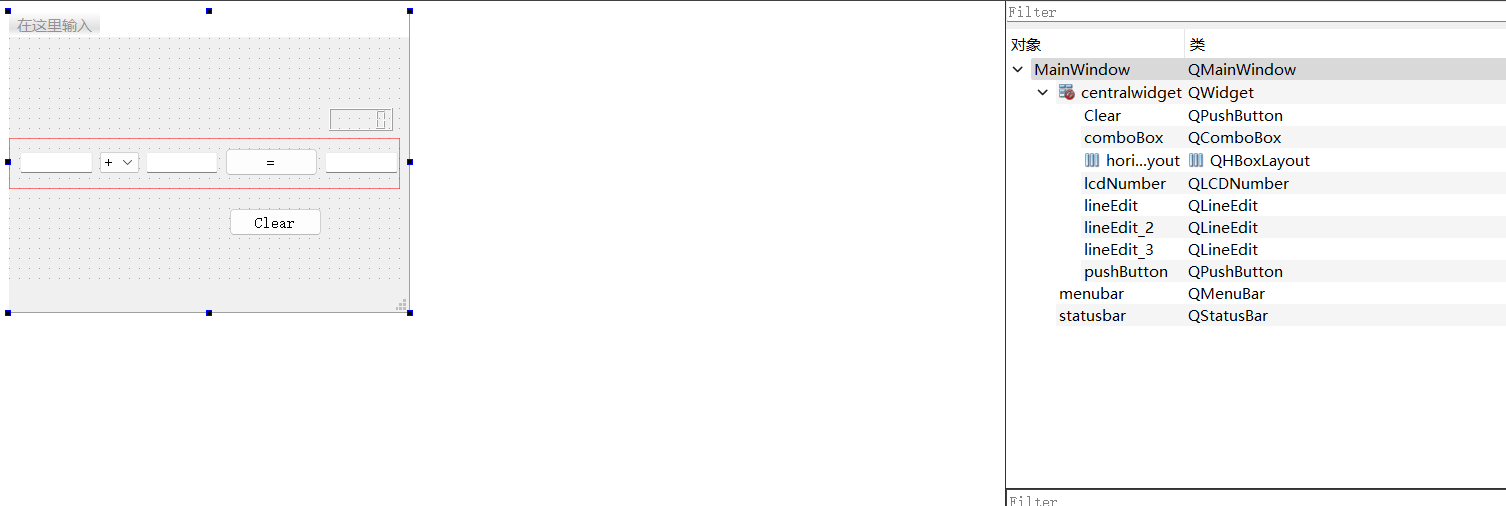 在这里输入
0
+
=
Clear
Filter
对象 类
MainWindow QMainWindow
centralwidget QWidget
Clear QPushButton
comboBox QComboBox
hori...yout QHBoxLayout
lcdNumber QLCDNumber
lineEdit QLineEdit
lineEdit_2 QLineEdit
lineEdit_3 QLineEdit
pushButton QPushButton
menubar QMenuBar
statusbar QStatusBar
Filter